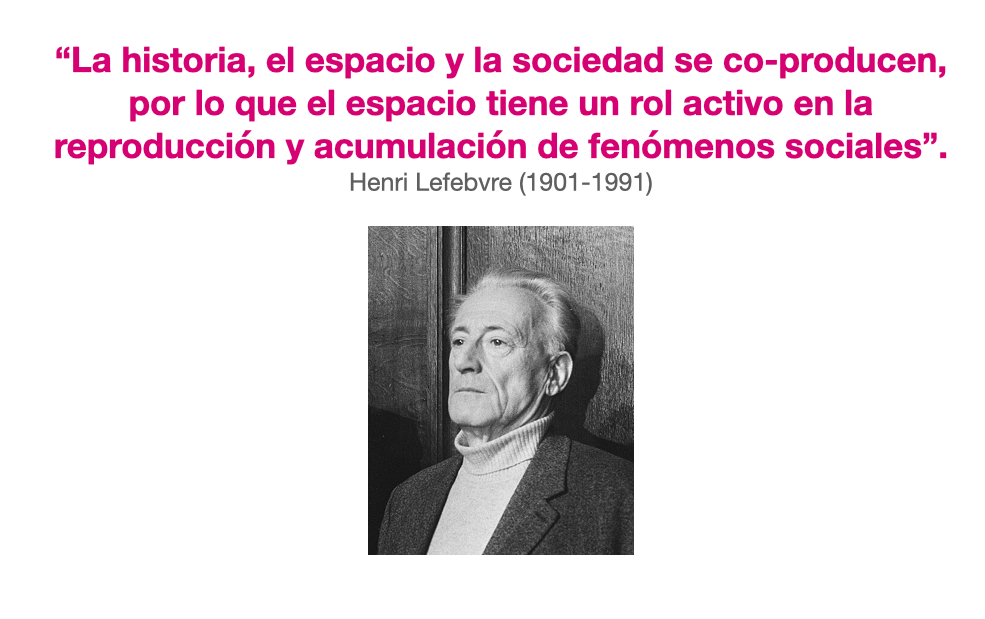 “La historia, el espacio y la sociedad se co-producen,
por lo que el espacio tiene un rol activo en la
reproducción y acumulación de fenómenos sociales”.
Henri Lefebvre (1901-1991)